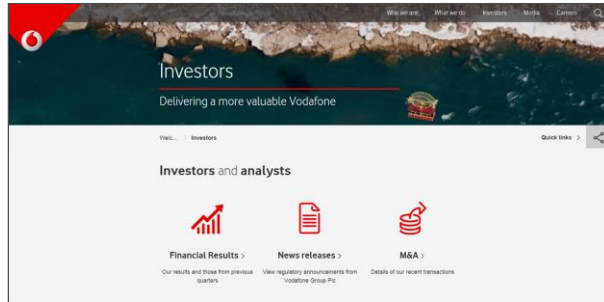 Who we are What we do Investors Media Careers
Investors
Delivering a more valuable Vodafone
Welc... Investors
Quick links >
Investors and analysts
Financial Results >
Our results and those from previous
quarters
News releases >
View regulatory announcements from
Vodafone Group Plc
M&A >
Details of our recent transactions